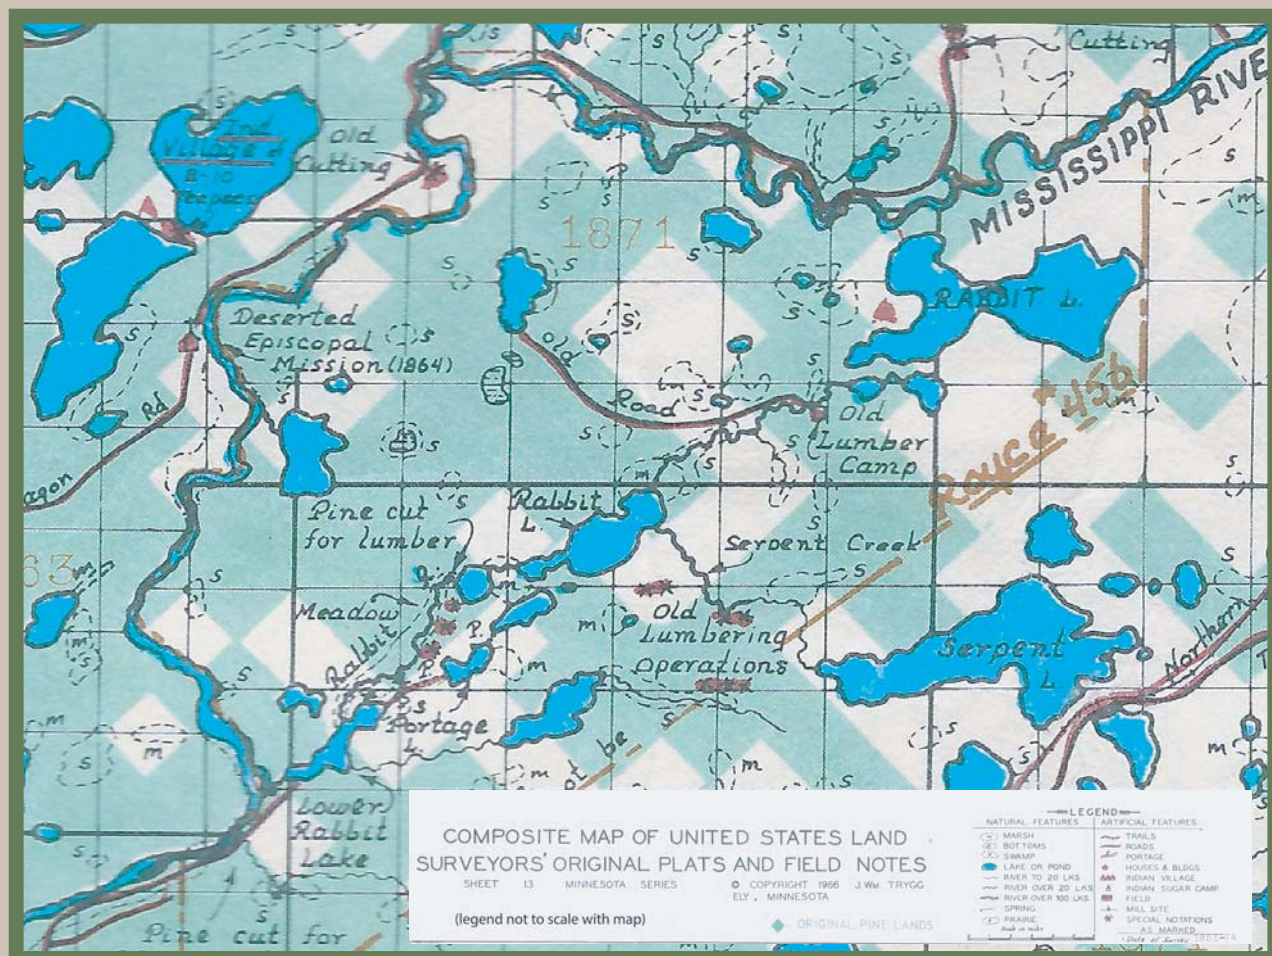 Cutting
MISSISSIPPI RIVE
Ind
Village of
8-10
Teepees
Old
Cutting
s
m
1871
RABBIT L.
Deserted
Episcopal
Mission (1864)
Old
Road
Old
Lumber
Camp
Royce # 456
agon Rd
Rabbit
L.
Pine cut
for lumber
Serpent Creek
63
Meadow
Rabbit
Old
Lumbering
Operations
P.
P.
P.
Portage
L.
Serpent
L.
Northern
Lower
Rabbit
Lake
Pine cut for
COMPOSITE MAP OF UNITED STATES LAND
SURVEYORS' ORIGINAL PLATS AND FIELD NOTES
SHEET 13 MINNESOTA SERIES © COPYRIGHT 1966 J. WM. TRYGG
ELY, MINNESOTA
(legend not to scale with map)
ORIGINAL PINE LANDS
LEGEND
NATURAL FEATURES
MARSH
BOTTOMS
SWAMP
LAKE OR POND
RIVER TO 20 LKS.
RIVER OVER 20 LKS
RIVER OVER 100 LKS.
SPRING
PRAIRIE
ARTIFICIAL FEATURES
TRAILS
ROADS
PORTAGE
HOUSES & BLDGS.
INDIAN VILLAGE
INDIAN SUGAR CAMP
FIELD
MILL SITE
SPECIAL NOTATIONS
AS MARKED
Date of Survey